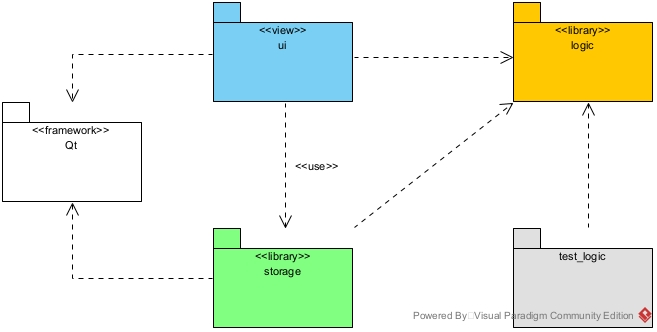 <<view>>
ui
<<library>>
logic
<<framework>>
Qt
<<use>>
<<library>>
storage
test_logic
Powered By Visual Paradigm Community Edition